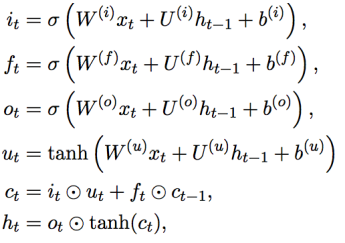 i_t = σ(W^(i)x_t + U^(i)h_{t−1} + b^(i)),
f_t = σ(W^(f)x_t + U^(f)h_{t−1} + b^(f)),
o_t = σ(W^(o)x_t + U^(o)h_{t−1} + b^(o)),
u_t = tanh(W^(u)x_t + U^(u)h_{t−1} + b^(u))
c_t = i_t ⊙ u_t + f_t ⊙ c_{t−1},
h_t = o_t ⊙ tanh(c_t),